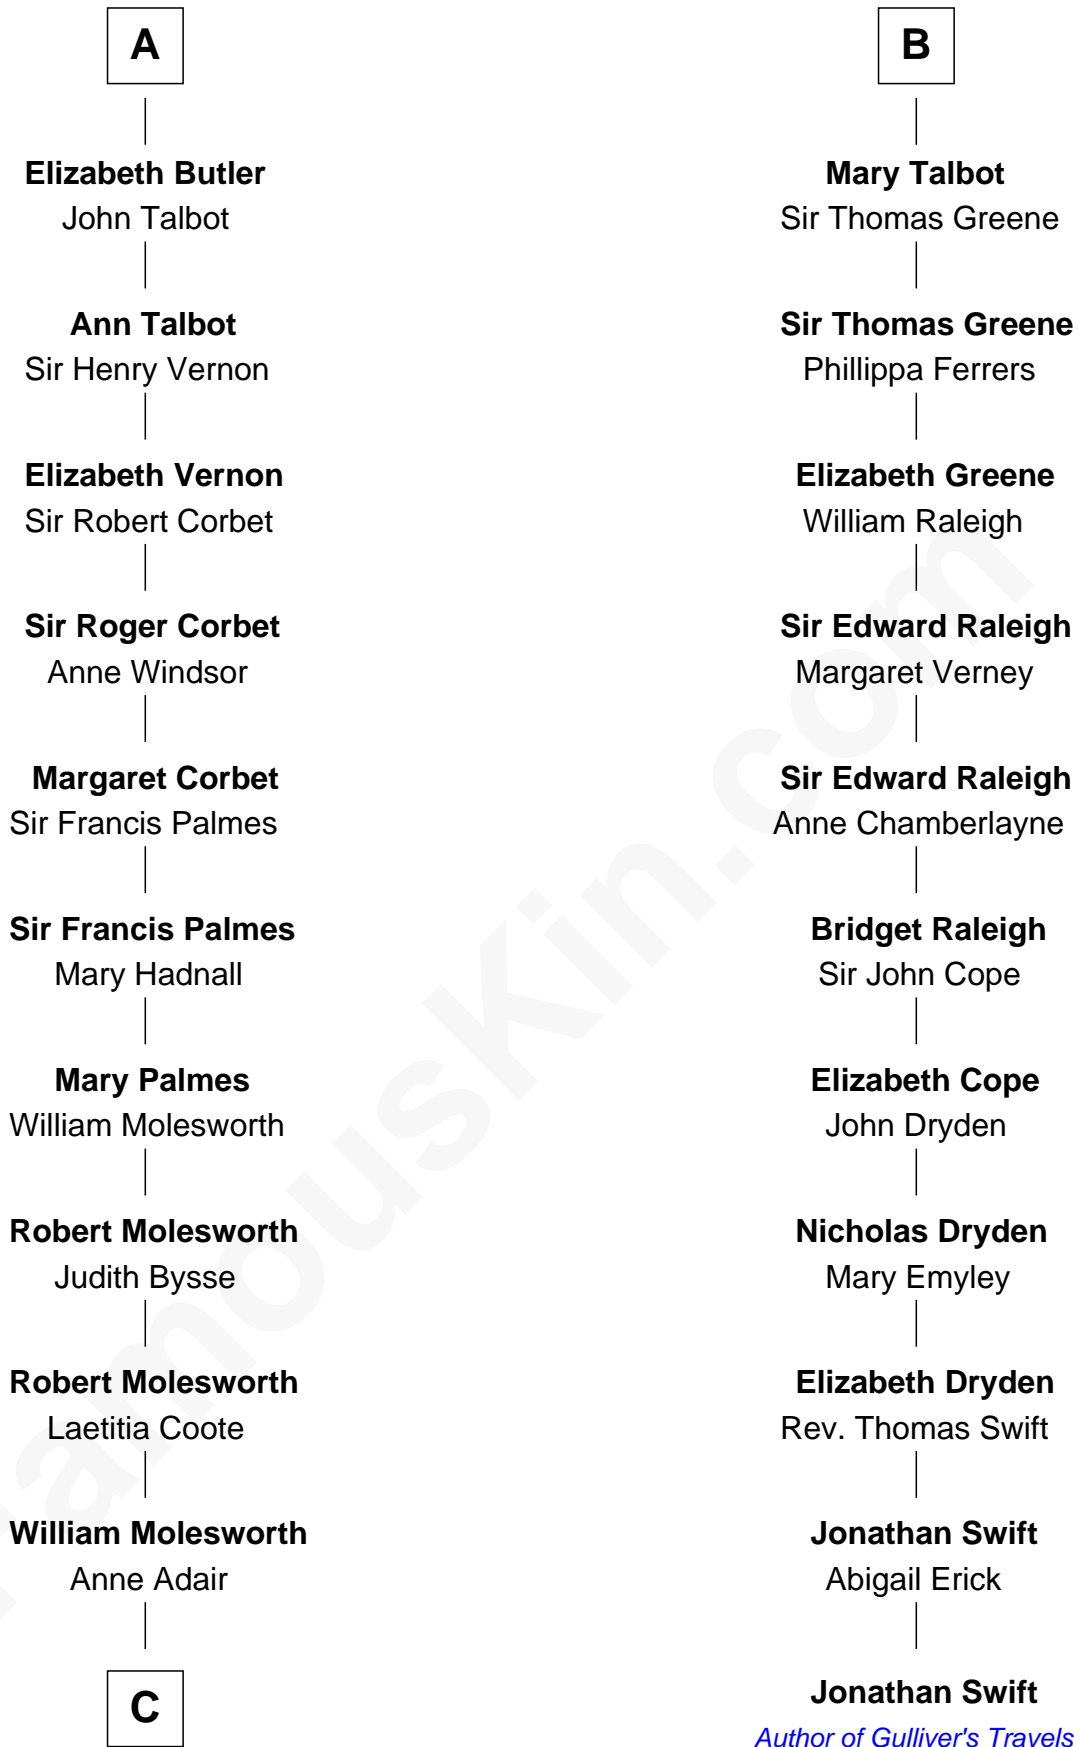 A
Elizabeth Butler
John Talbot
Ann Talbot
Sir Henry Vernon
Elizabeth Vernon
Sir Robert Corbet
Sir Roger Corbet
Anne Windsor
Margaret Corbet
Sir Francis Palmes
Sir Francis Palmes
Mary Hadnall
Mary Palmes
William Molesworth
Robert Molesworth
Judith Bysse
Robert Molesworth
Laetitia Coote
William Molesworth
Anne Adair
C
B
Mary Talbot
Sir Thomas Greene
Sir Thomas Greene
Phillippa Ferrers
Elizabeth Greene
William Raleigh
Sir Edward Raleigh
Margaret Verney
Sir Edward Raleigh
Anne Chamberlayne
Bridget Raleigh
Sir John Cope
Elizabeth Cope
John Dryden
Nicholas Dryden
Mary Emyley
Elizabeth Dryden
Rev. Thomas Swift
Jonathan Swift
Abigail Erick
Jonathan Swift
Author of Gulliver's Travels
FamousKin.com